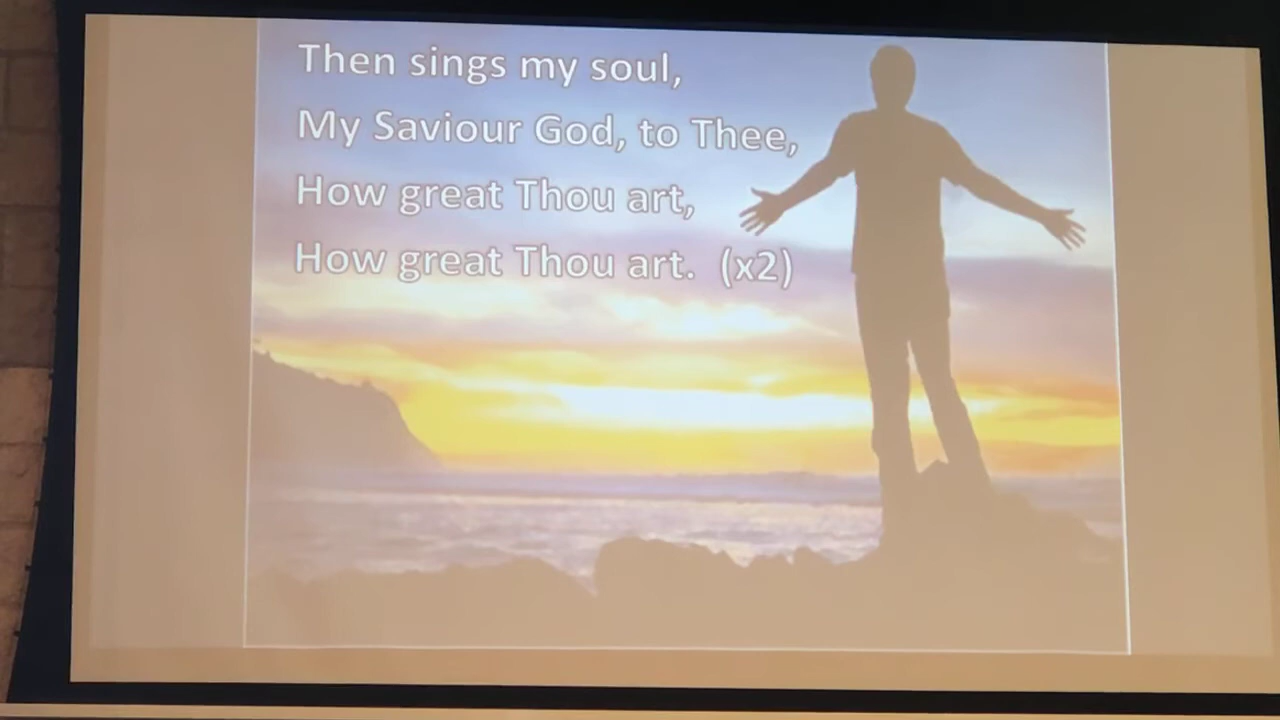 Then sings my soul,
My Saviour God, to Thee,
How great Thou art,
How great Thou art. (x2)